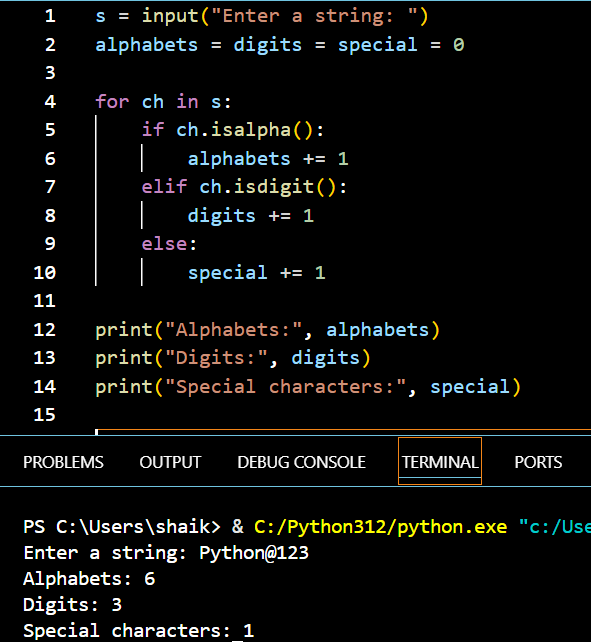 1 s = input("Enter a string: ")
2 alphabets = digits = special = 0
3
4 for ch in s:
5 if ch.isalpha():
6 alphabets += 1
7 elif ch.isdigit():
8 digits += 1
9 else:
10 special += 1
11
12 print("Alphabets:", alphabets)
13 print("Digits:", digits)
14 print("Special characters:", special)
15
PROBLEMS OUTPUT DEBUG CONSOLE TERMINAL PORTS
PS C:\Users\shaik> & C:/Python312/python.exe "c:/Use
Enter a string: Python@123
Alphabets: 6
Digits: 3
Special characters: 1